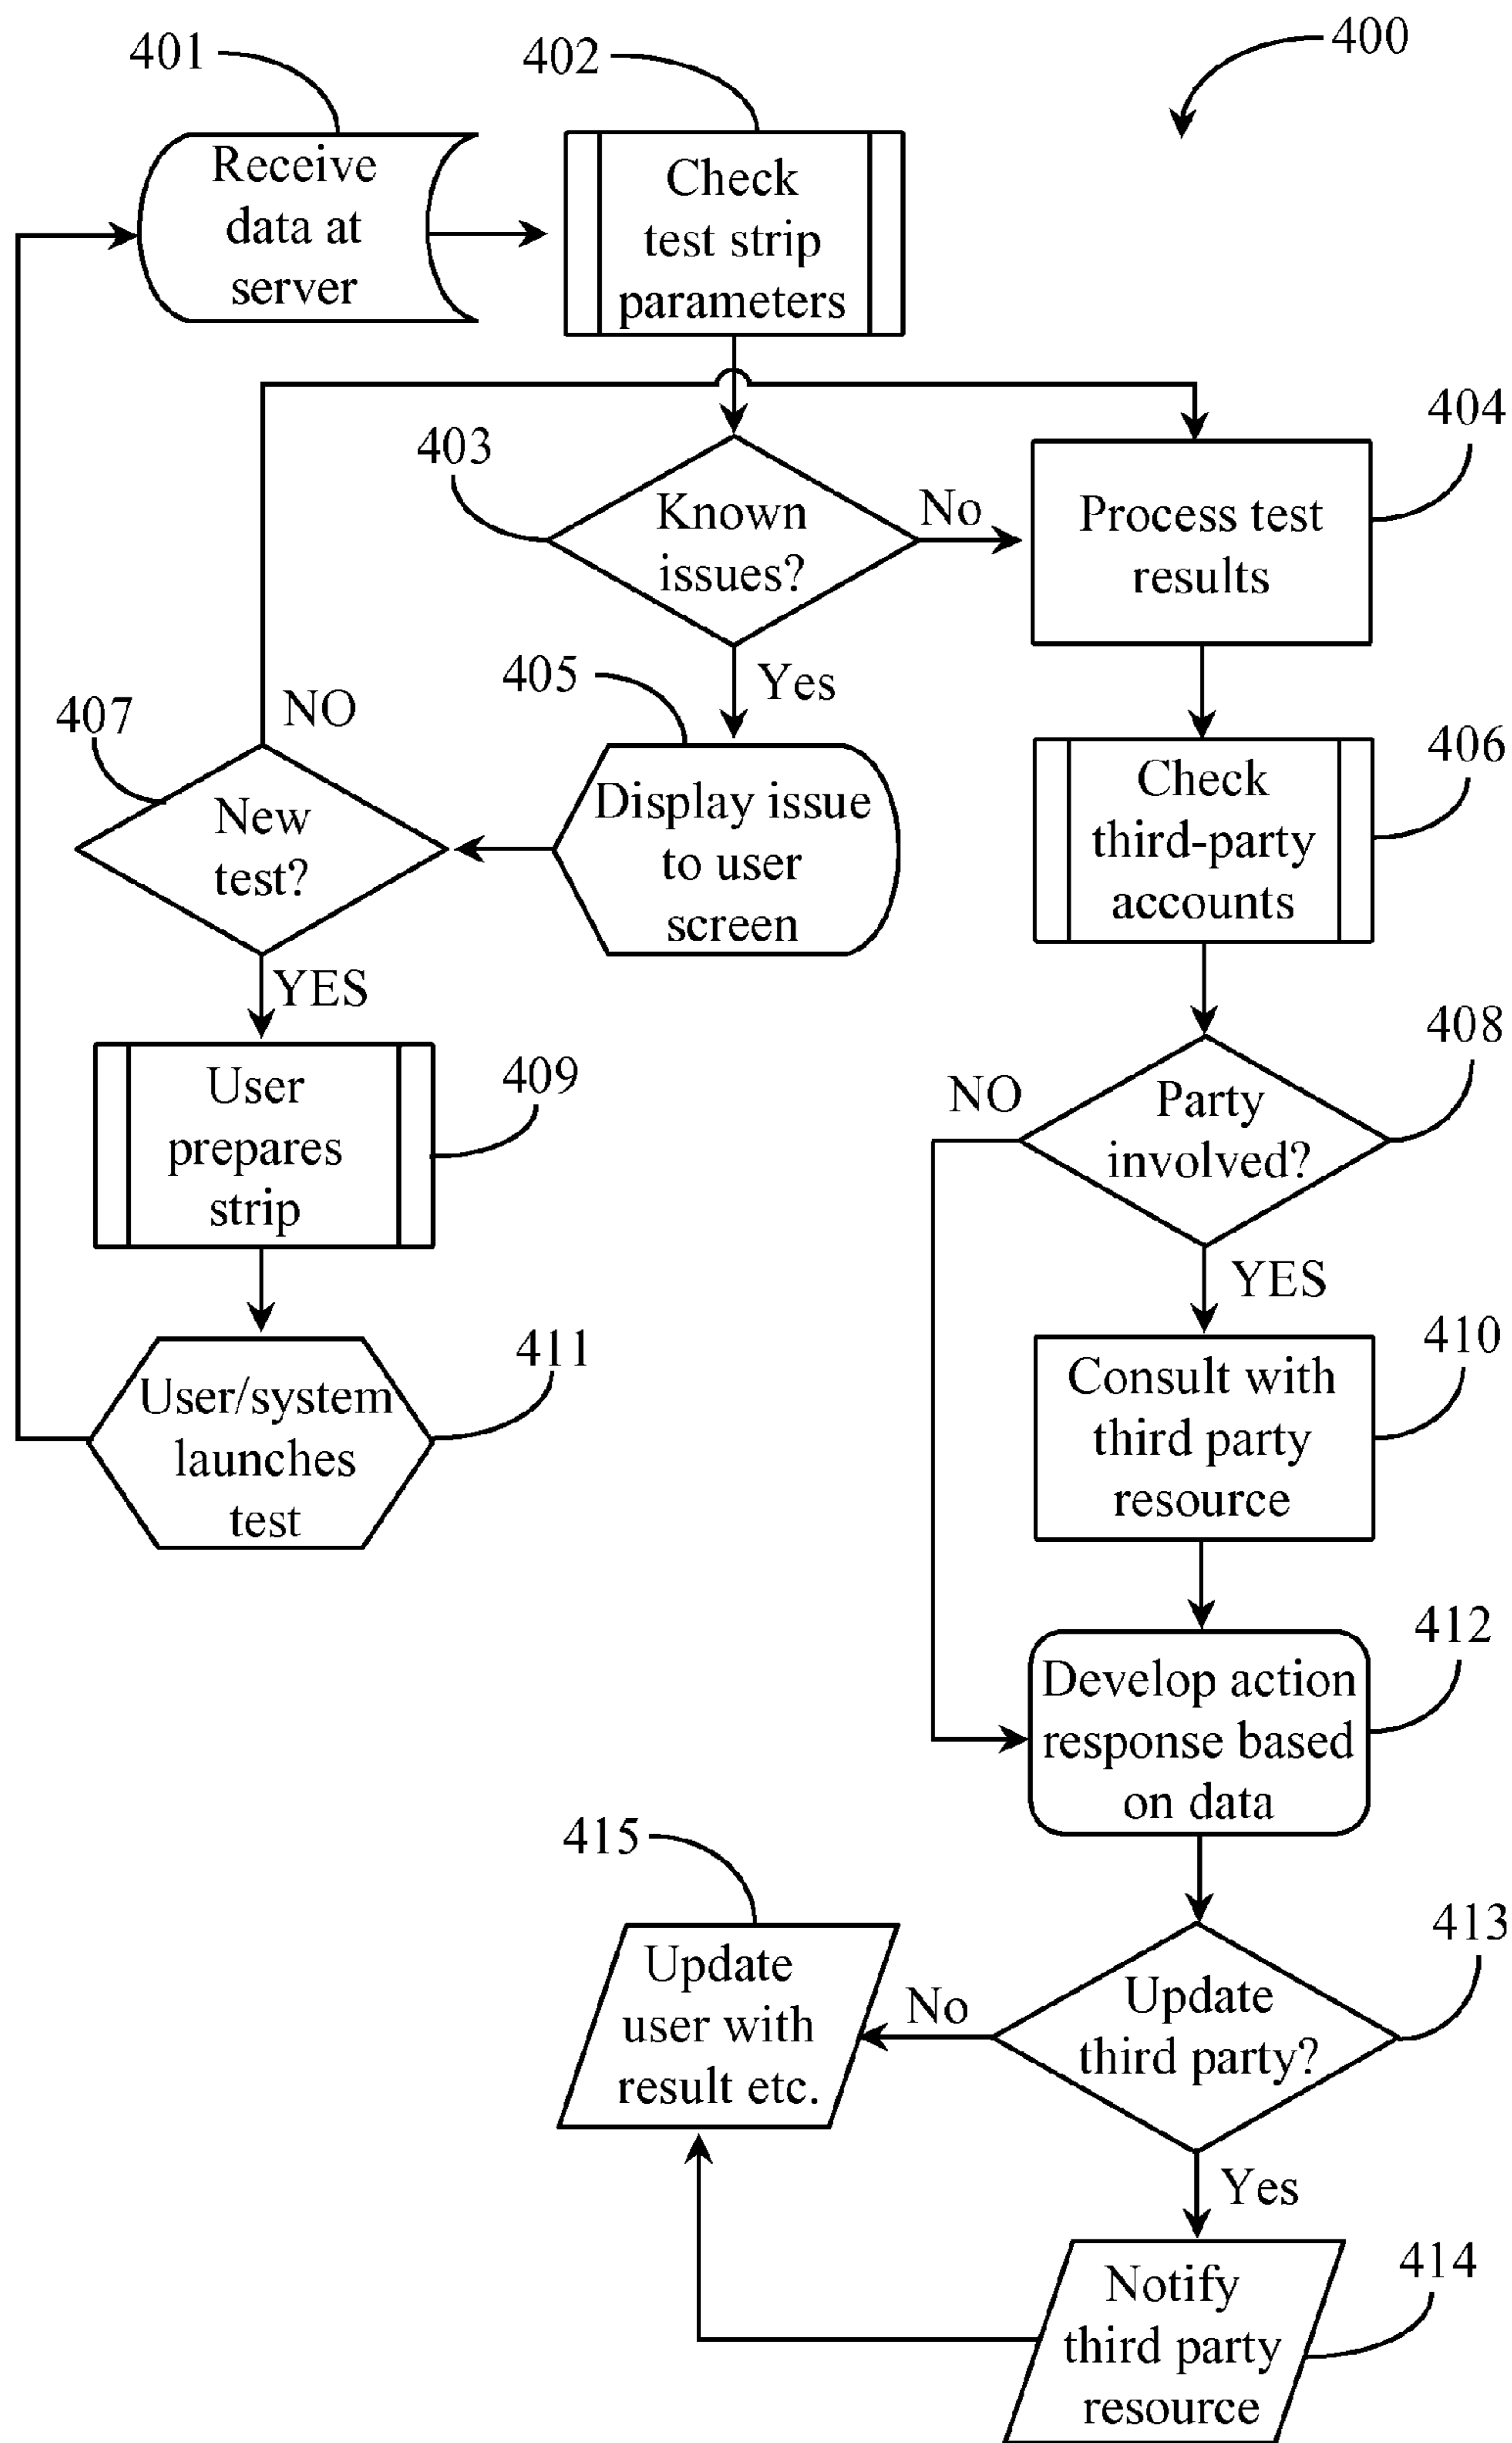 401
402
400
Receive
data at
server
Check
test strip
parameters
403
404
Known
issues?
No
Process test
results
Yes
405
407
NO
406
New
test?
Display issue
to user
screen
Check
third-party
accounts
YES
408
User
prepares
strip
409
NO
Party
involved?
YES
410
411
User/system
launches
test
Consult with
third party
resource
412
Develop action
response based
on data
415
413
Update
user with
result etc.
No
Update
third party?
Yes
414
Notify
third party
resource